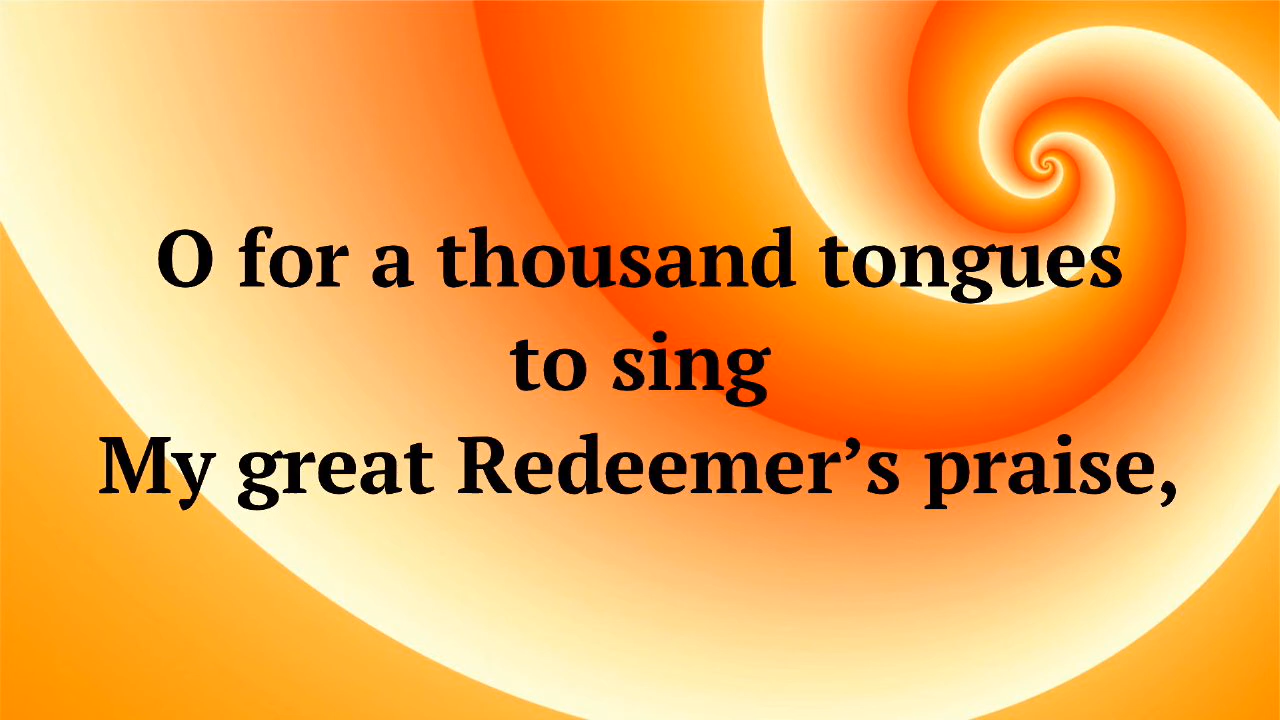 O for a thousand tongues
to sing
My great Redeemer’s praise,